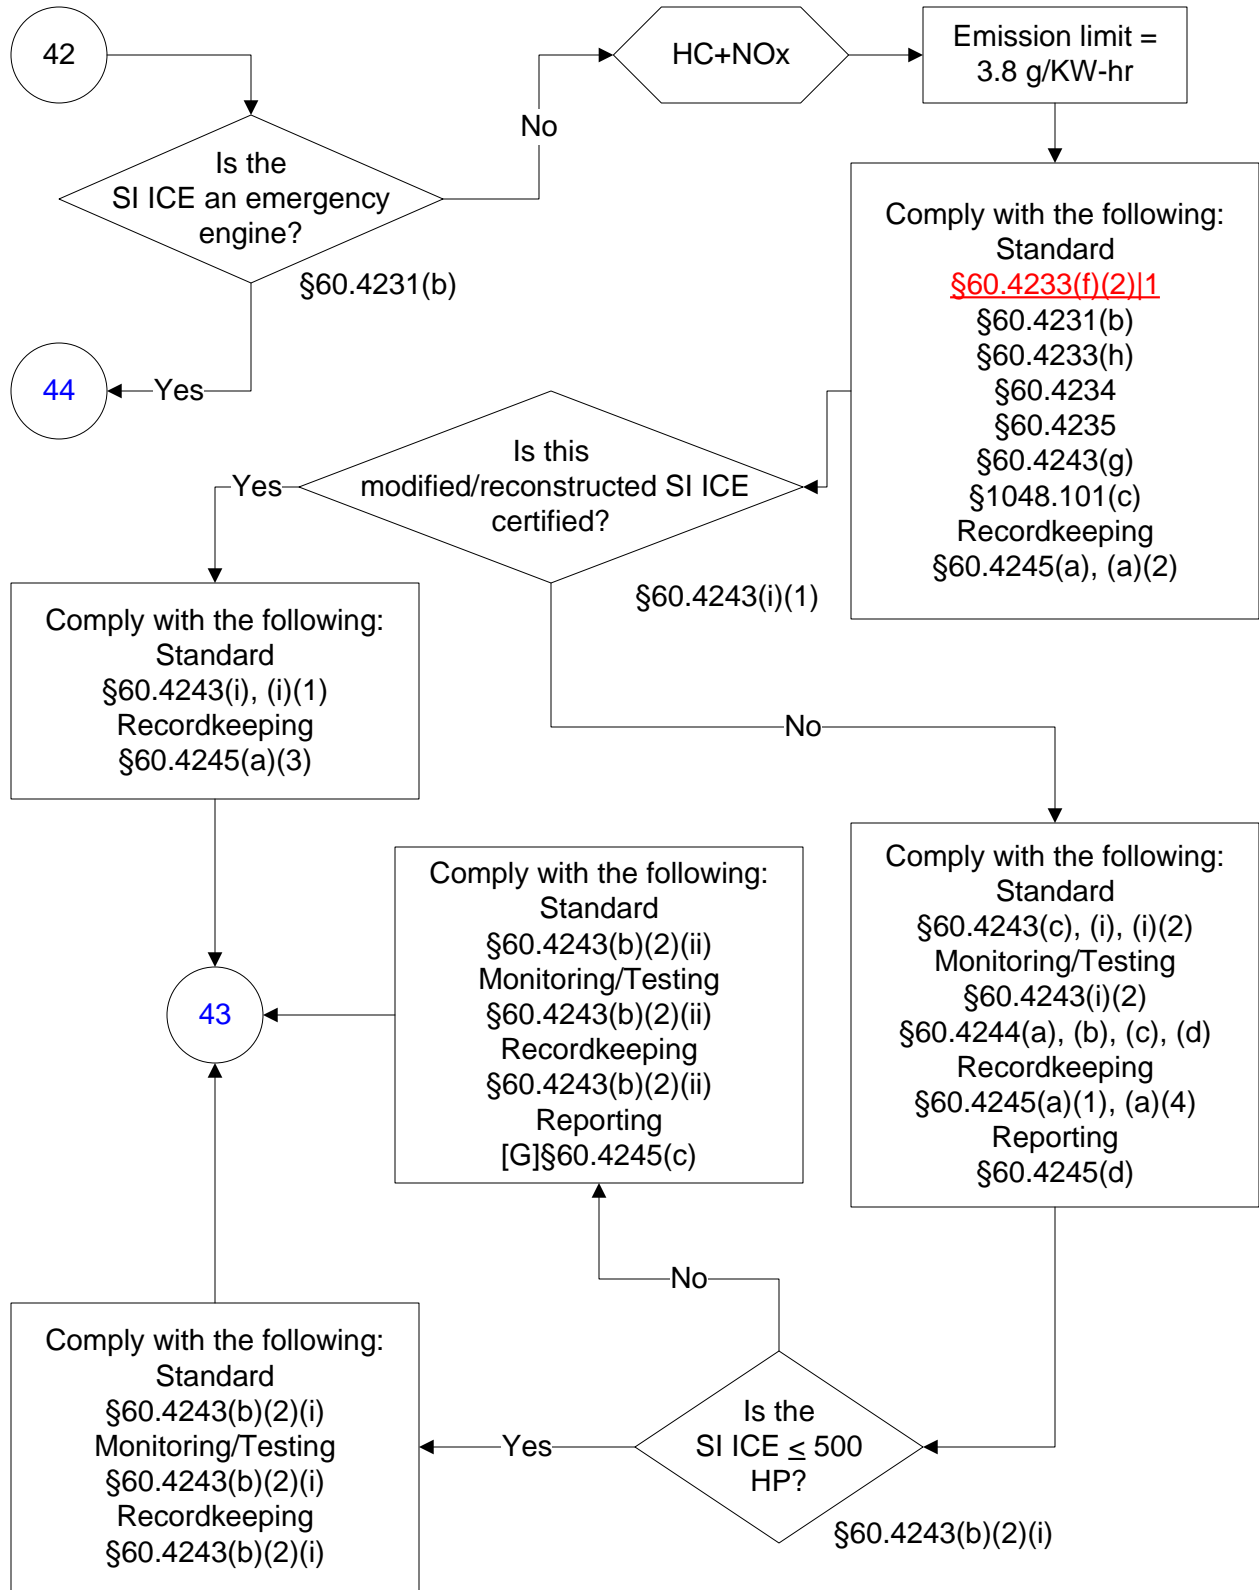 42
HC+NOx
Emission limit =
3.8 g/KW-hr
No
Is the
SI ICE an emergency
engine?
§60.4231(b)
Yes
44
Comply with the following:
Standard
§60.4233(f)(2)|1
§60.4231(b)
§60.4233(h)
§60.4234
§60.4235
§60.4243(g)
§1048.101(c)
Recordkeeping
§60.4245(a), (a)(2)
Is this
modified/reconstructed SI ICE
certified?
§60.4243(i)(1)
Yes
Comply with the following:
Standard
§60.4243(i), (i)(1)
Recordkeeping
§60.4245(a)(3)
No
Comply with the following:
Standard
§60.4243(c), (i), (i)(2)
Monitoring/Testing
§60.4243(i)(2)
§60.4244(a), (b), (c), (d)
Recordkeeping
§60.4245(a)(1), (a)(4)
Reporting
§60.4245(d)
Comply with the following:
Standard
§60.4243(b)(2)(ii)
Monitoring/Testing
§60.4243(b)(2)(ii)
Recordkeeping
§60.4243(b)(2)(ii)
Reporting
[G]§60.4245(c)
43
No
Is the
SI ICE ≤ 500
HP?
§60.4243(b)(2)(i)
Yes
Comply with the following:
Standard
§60.4243(b)(2)(i)
Monitoring/Testing
§60.4243(b)(2)(i)
Recordkeeping
§60.4243(b)(2)(i)